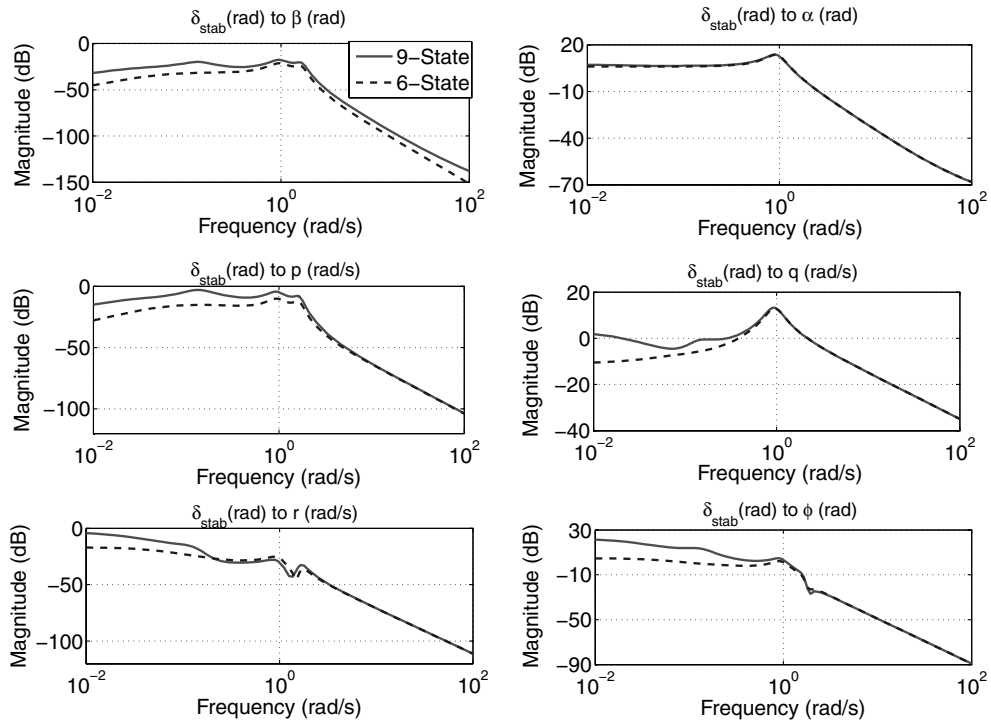 δstab(rad) to β (rad)
Magnitude (dB)
0
−50
−100
−150
10−2
100
102
Frequency (rad/s)
9−State
6−State
δstab(rad) to α (rad)
Magnitude (dB)
20
−10
−40
−70
10−2
100
102
Frequency (rad/s)
δstab(rad) to p (rad/s)
Magnitude (dB)
0
−50
−100
10−2
100
102
Frequency (rad/s)
δstab(rad) to q (rad/s)
Magnitude (dB)
20
0
−20
−40
10−2
100
102
Frequency (rad/s)
δstab(rad) to r (rad/s)
Magnitude (dB)
0
−50
−100
10−2
100
102
Frequency (rad/s)
δstab(rad) to ϕ (rad)
Magnitude (dB)
30
−10
−50
−90
10−2
100
102
Frequency (rad/s)